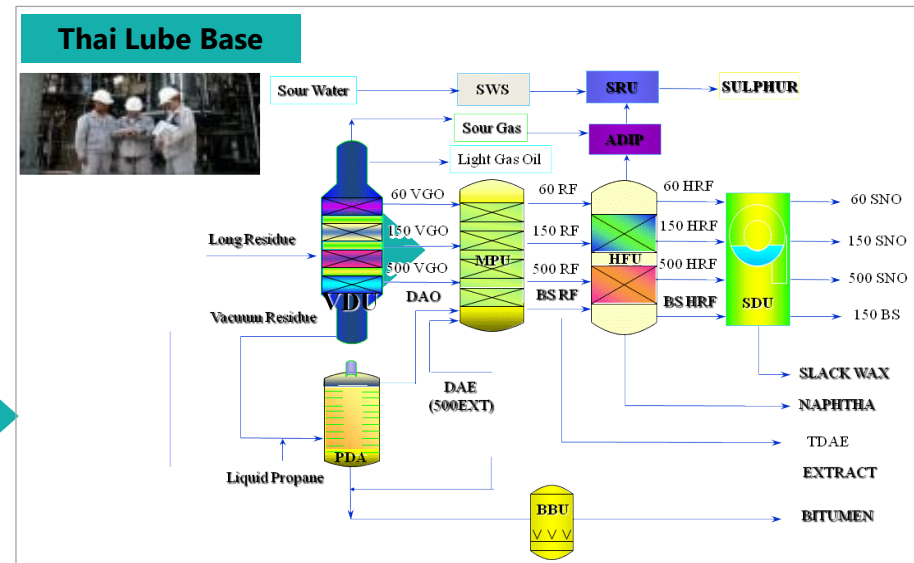 Thai Lube Base
Sour Water
SWS
SRU
SULPHUR
Sour Gas
ADIP
Light Gas Oil
60 VGO
60 RF
60 HRF
60 SNO
150 VGO
150 RF
150 HRF
150 SNO
Long Residue
MPU
HFU
500 VGO
500 RF
500 HRF
500 SNO
VDU
DAO
BS RF
BS HRF
SDU
150 BS
Vacuum Residue
SLACK WAX
DAE
(500EXT)
NAPHTHA
TDAE
PDA
Liquid Propane
EXTRACT
BBU
BITUMEN